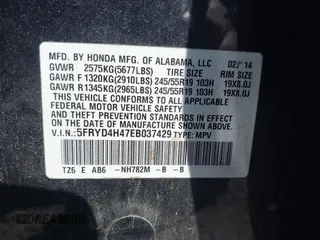 MFD. BY HONDA MFG. OF ALABAMA, LLC 02/'14
GVWR 2575KG(5677LBS) TIRE SIZE RIM SIZE
GAWR F 1320KG(2910LBS) 245/55R19 103H 19X8.0J
GAWR R 1345KG(2965LBS) 245/55R19 103H 19X8.0J
THIS VEHICLE CONFORMS TO ALL APPLICABLE
FEDERAL MOTOR VEHICLE SAFETY, BUMPER, AND
THEFT PREVENTION STANDARDS IN EFFECT ON THE
DATE OF MANUFACTURE SHOWN ABOVE.
V.I.N.: 5FRYD4H47EB037429 TYPE: MPV
TZ6 E AB6 -NH782M -B -B